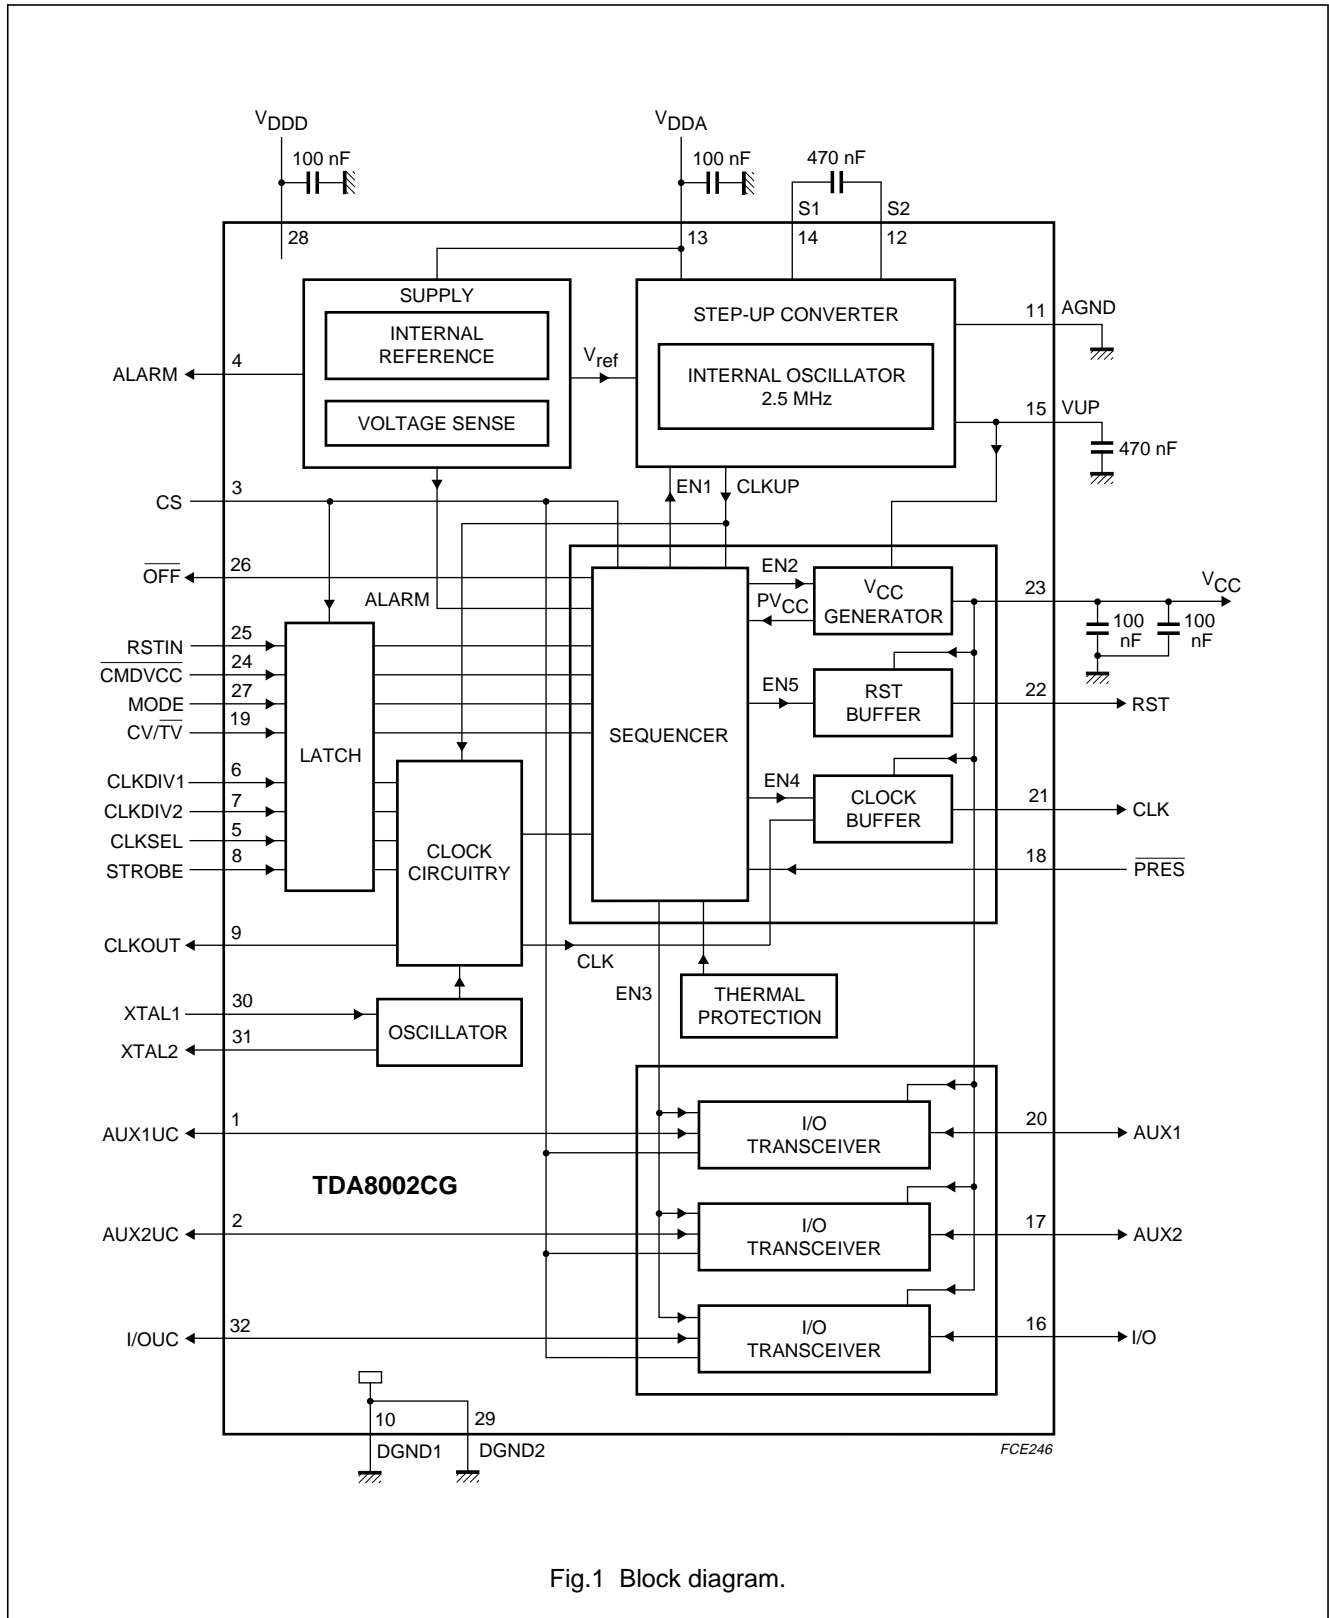 VDDD
VDDA
100 nF
100 nF
470 nF
S1
S2
28
13
14
12
SUPPLY
INTERNAL
REFERENCE
VOLTAGE SENSE
Vref
STEP-UP CONVERTER
INTERNAL OSCILLATOR
2.5 MHz
11
AGND
15
VUP
470 nF
4
ALARM
3
CS
EN1
CLKUP
26
OFF
ALARM
EN2
PVCC
VCC
GENERATOR
23
VCC
100
nF
100
nF
25
RSTIN
24
CMDVCC
27
MODE
19
CV/TV
LATCH
SEQUENCER
EN5
RST
BUFFER
22
RST
6
CLKDIV1
7
CLKDIV2
5
CLKSEL
8
STROBE
CLOCK
CIRCUITRY
EN4
CLOCK
BUFFER
21
CLK
18
PRES
9
CLKOUT
CLK
EN3
THERMAL
PROTECTION
30
XTAL1
31
XTAL2
OSCILLATOR
1
AUX1UC
I/O
TRANSCEIVER
20
AUX1
TDA8002CG
2
AUX2UC
I/O
TRANSCEIVER
17
AUX2
32
I/OUC
I/O
TRANSCEIVER
16
I/O
10
29
DGND1
DGND2
FCE246
Fig.1 Block diagram.